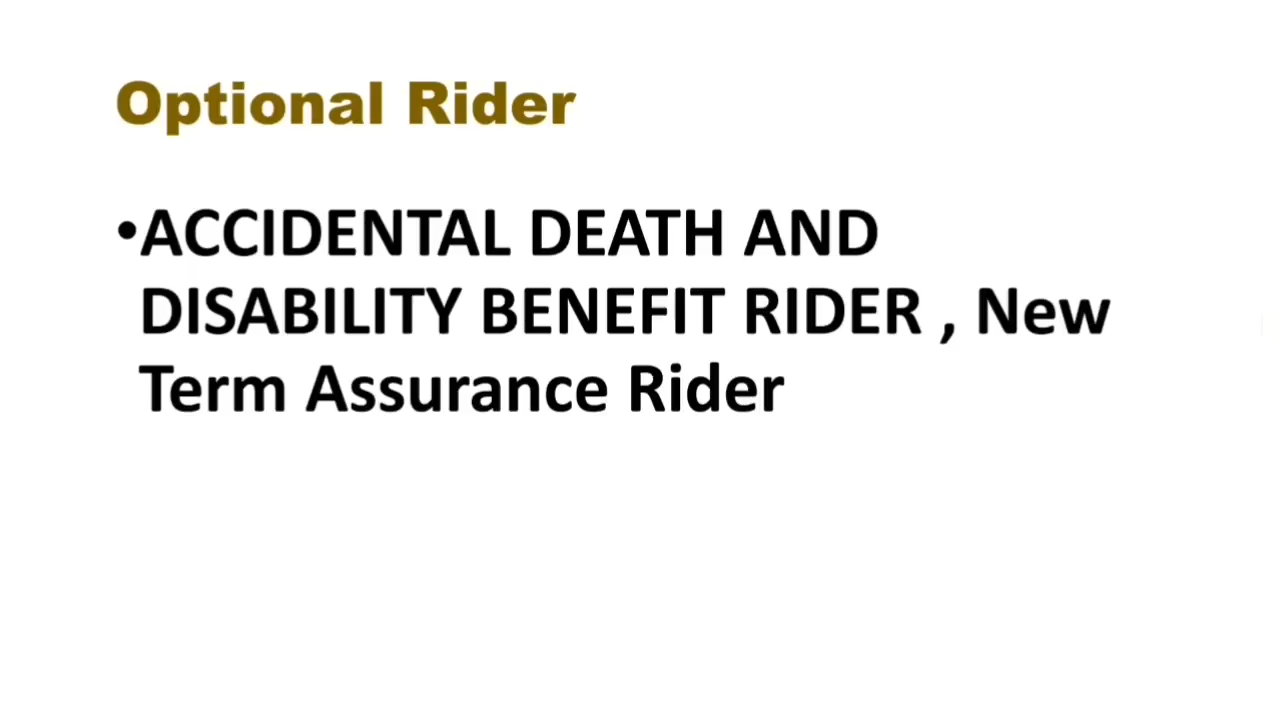 Optional Rider
•ACCIDENTAL DEATH AND
DISABILITY BENEFIT RIDER , New
Term Assurance Rider